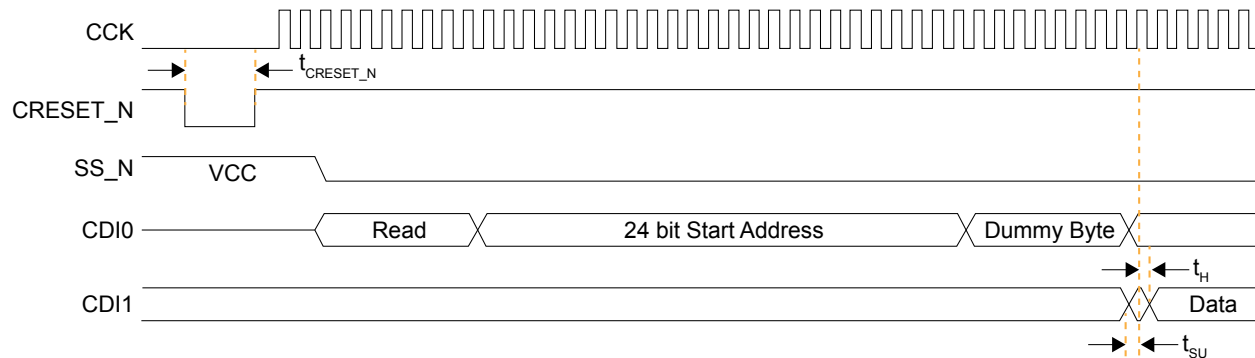 CCK
tCRESET_N
CRESET_N
SS_N VCC
CDI0 Read 24 bit Start Address Dummy Byte
tH
CDI1 Data
tSU